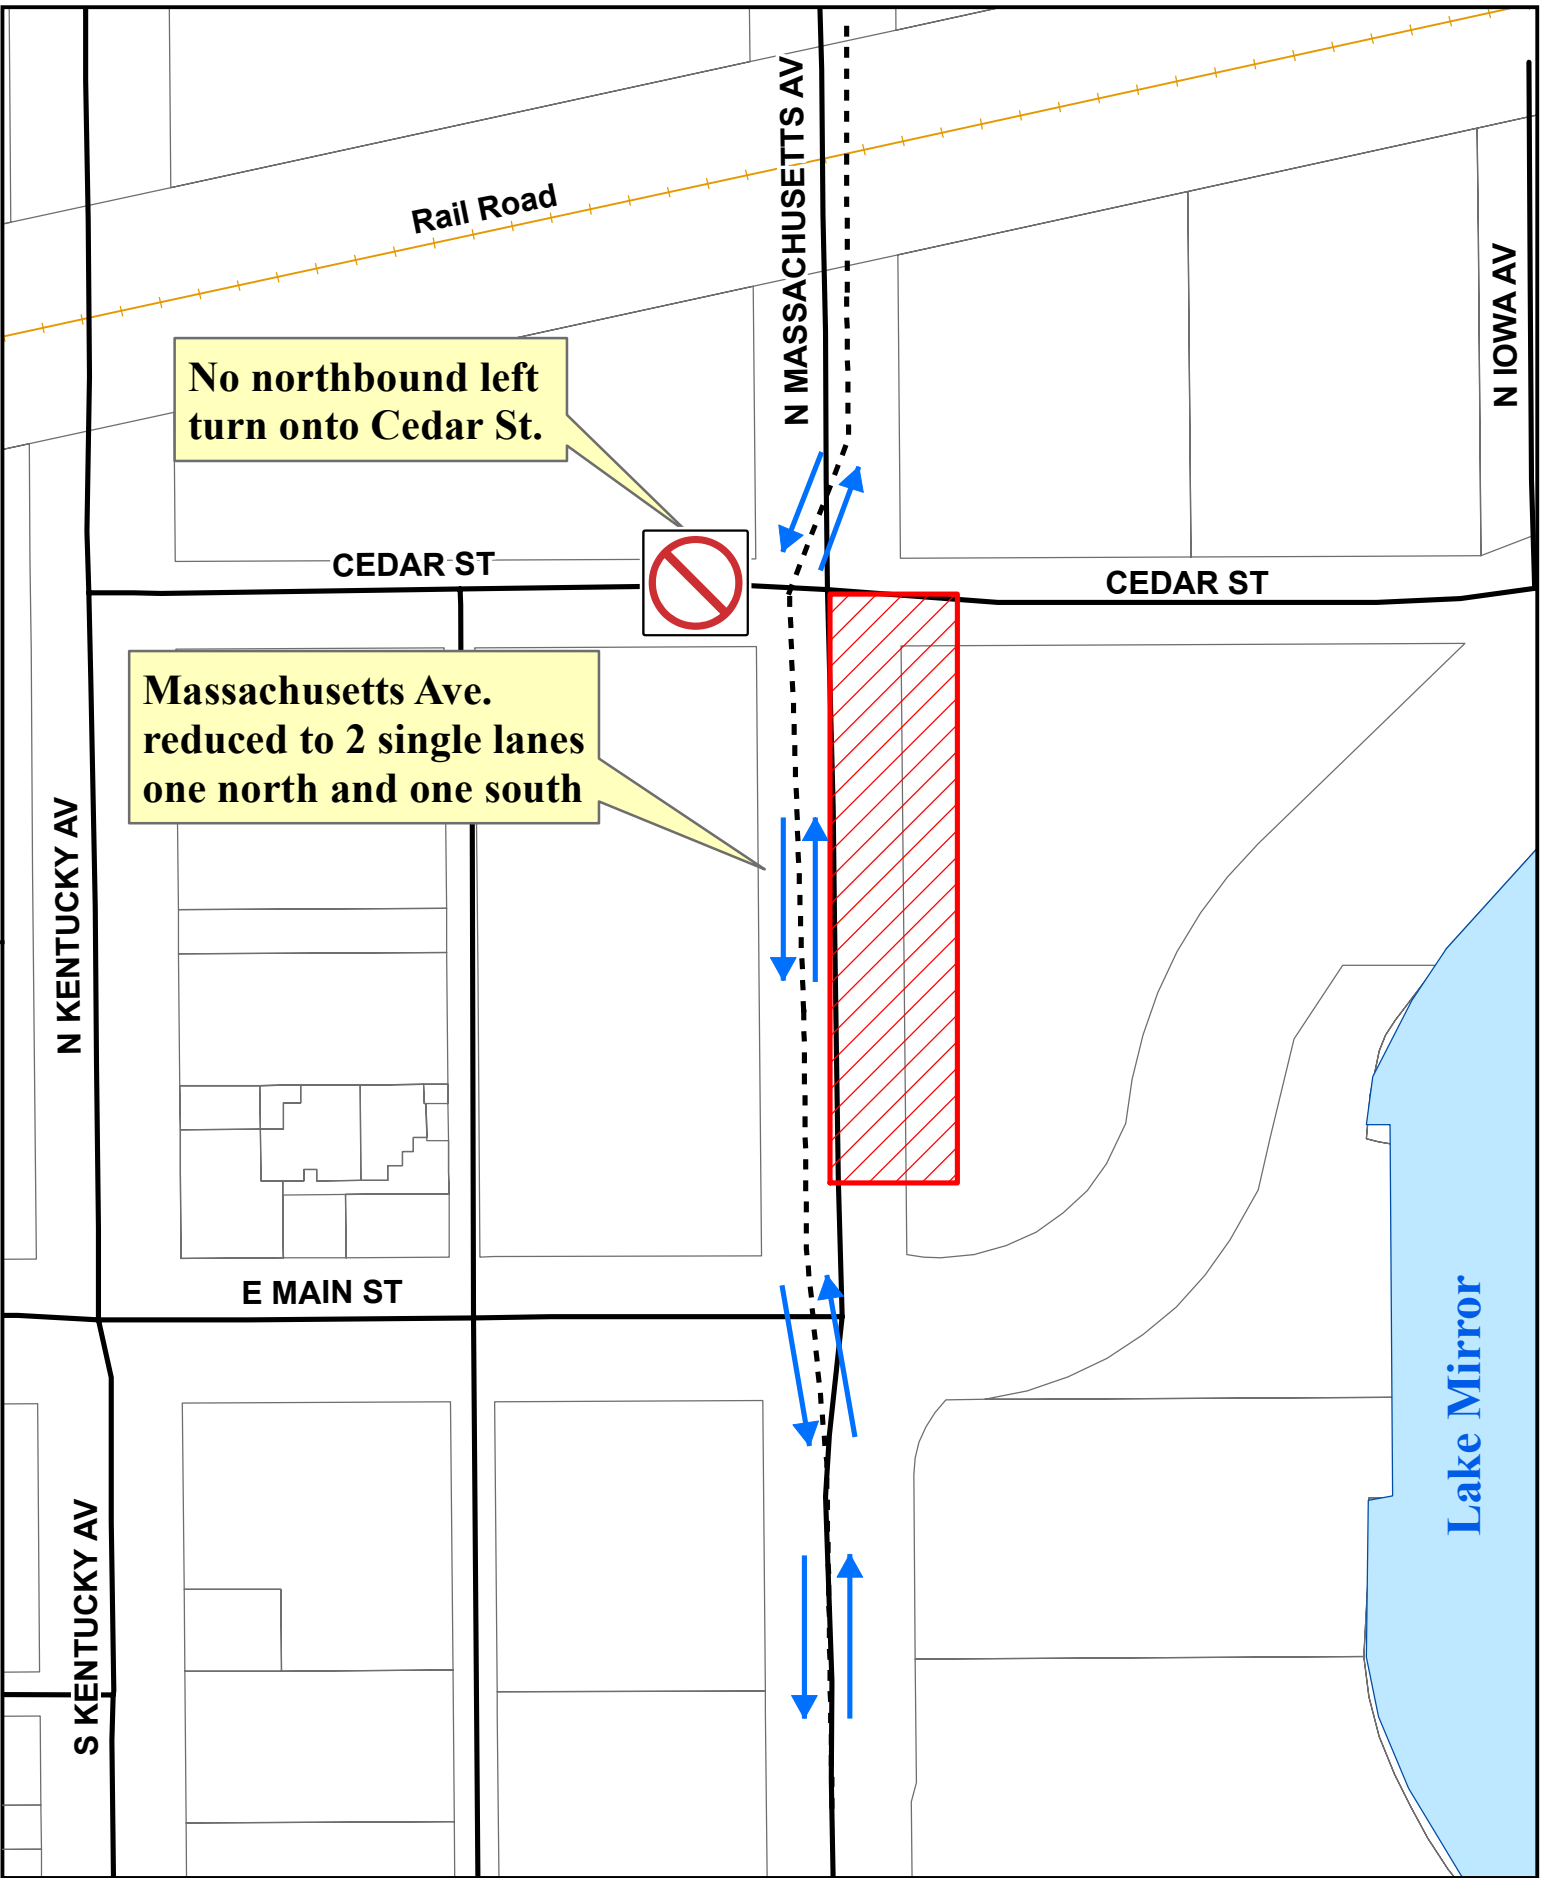 N MASSACHUSETTS AV
Rail Road
N IOWA AV
No northbound left
turn onto Cedar St.
CEDAR ST
CEDAR ST
Massachusetts Ave.
reduced to 2 single lanes
one north and one south
N KENTUCKY AV
E MAIN ST
Lake Mirror
S KENTUCKY AV